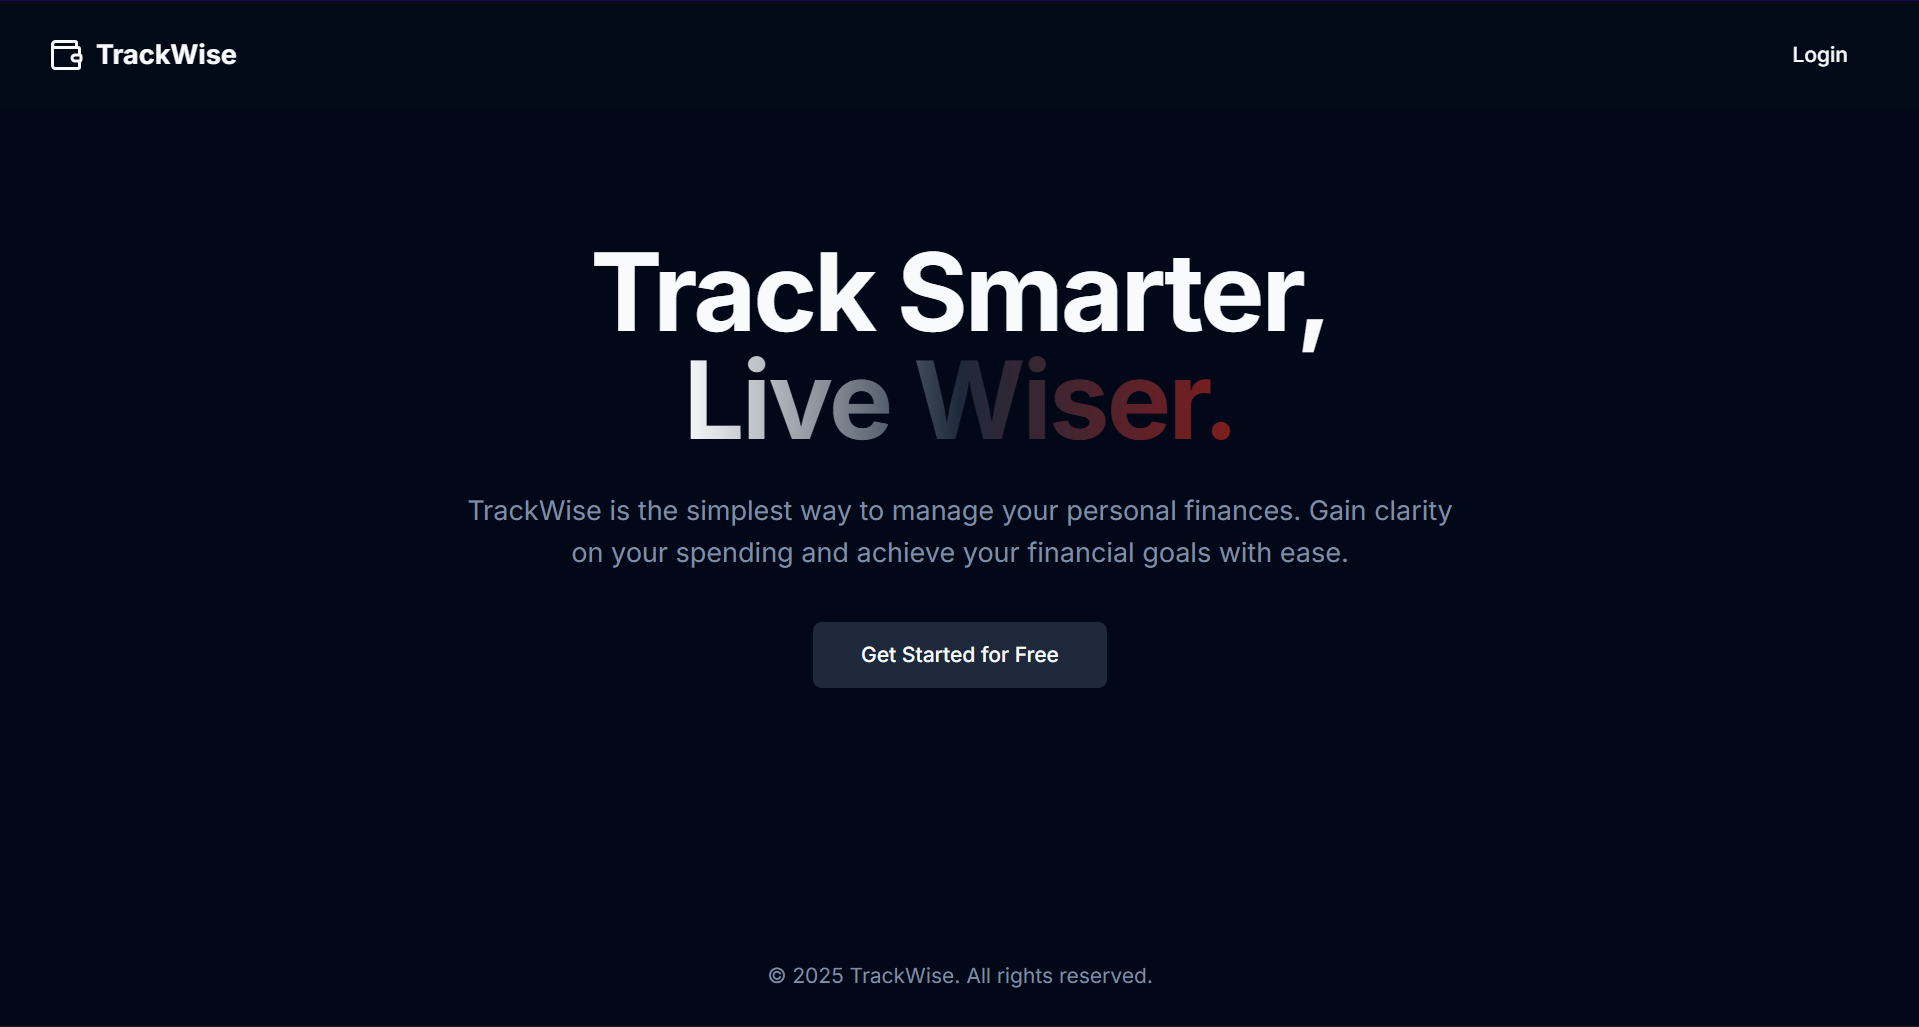 TrackWise
Login
Track Smarter,
Live Wiser.
TrackWise is the simplest way to manage your personal finances. Gain clarity
on your spending and achieve your financial goals with ease.
Get Started for Free
© 2025 TrackWise. All rights reserved.